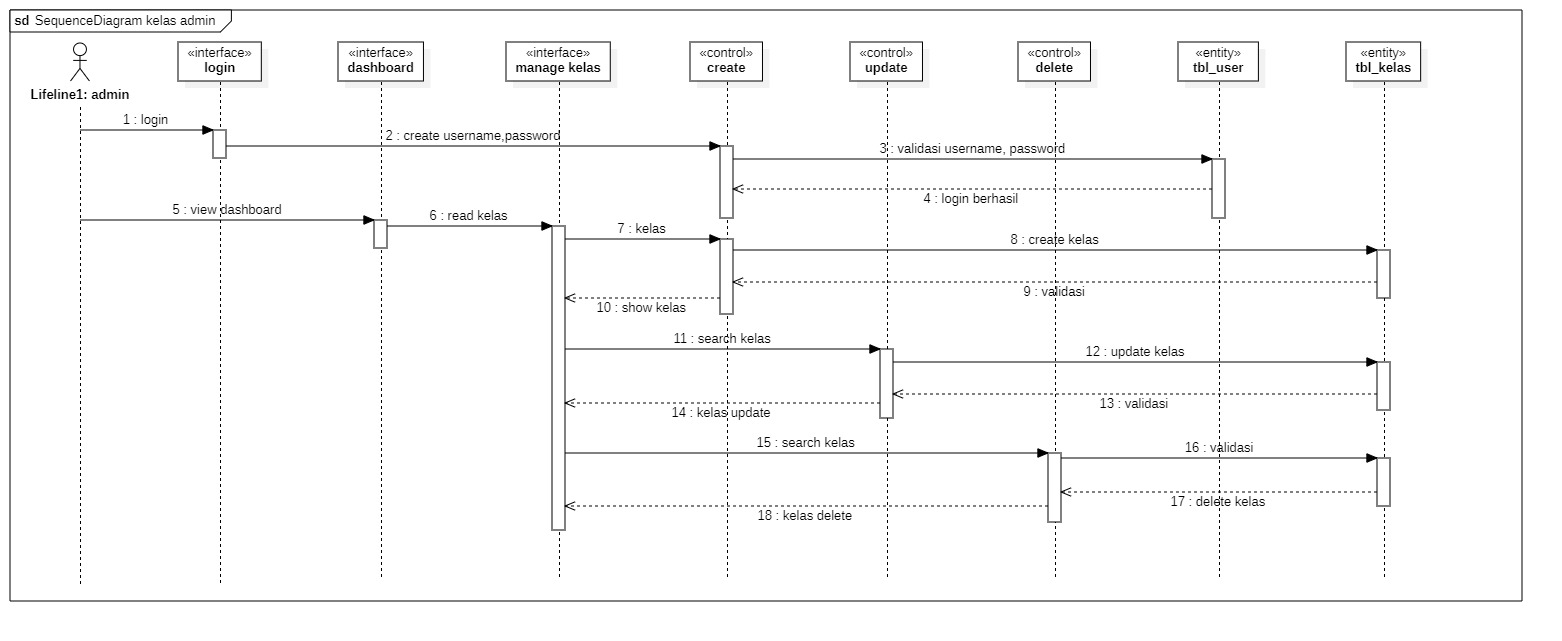 sd SequenceDiagram kelas admin
«interface»
login
«interface»
dashboard
«interface»
manage kelas
«control»
create
«control»
update
«control»
delete
«entity»
tbl_user
«entity»
tbl_kelas
Lifeline1: admin
1 : login
2 : create username,password
3 : validasi username, password
4 : login berhasil
5 : view dashboard
6 : read kelas
7 : kelas
8 : create kelas
9 : validasi
10 : show kelas
11 : search kelas
12 : update kelas
13 : validasi
14 : kelas update
15 : search kelas
16 : validasi
17 : delete kelas
18 : kelas delete